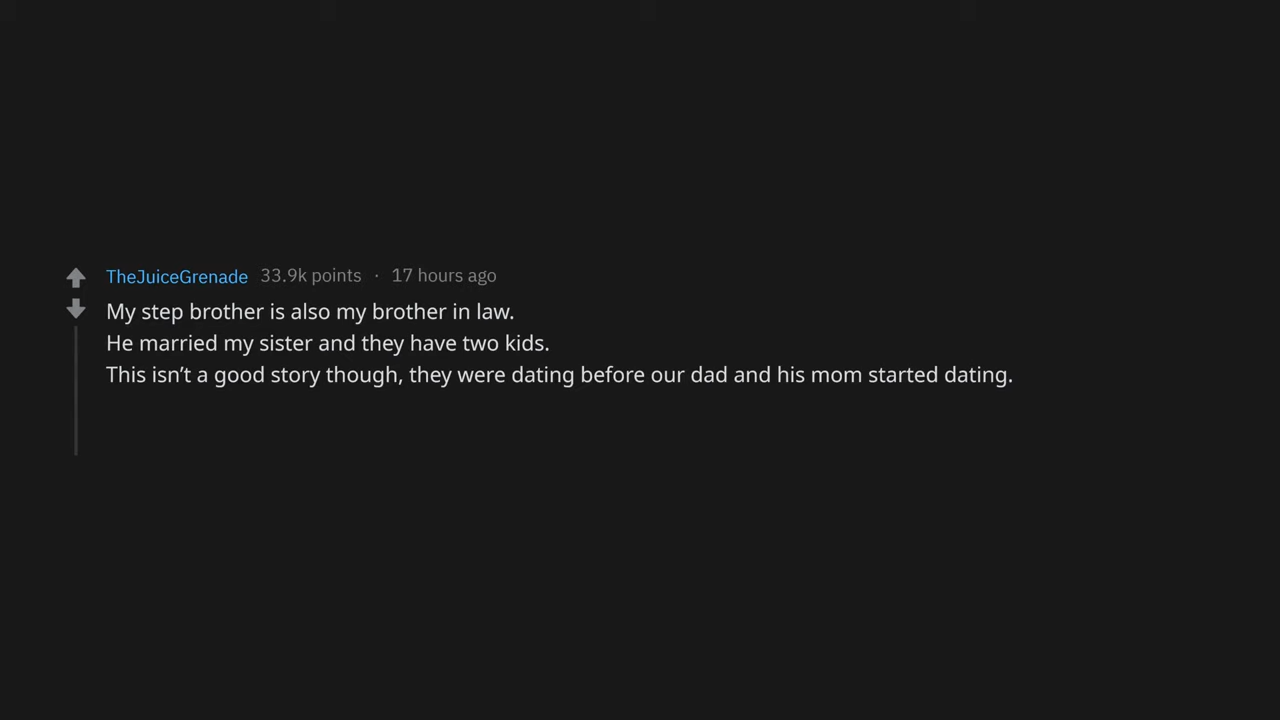 TheJuiceGrenade 33.9k points · 17 hours ago
My step brother is also my brother in law.
He married my sister and they have two kids.
This isn’t a good story though, they were dating before our dad and his mom started dating.